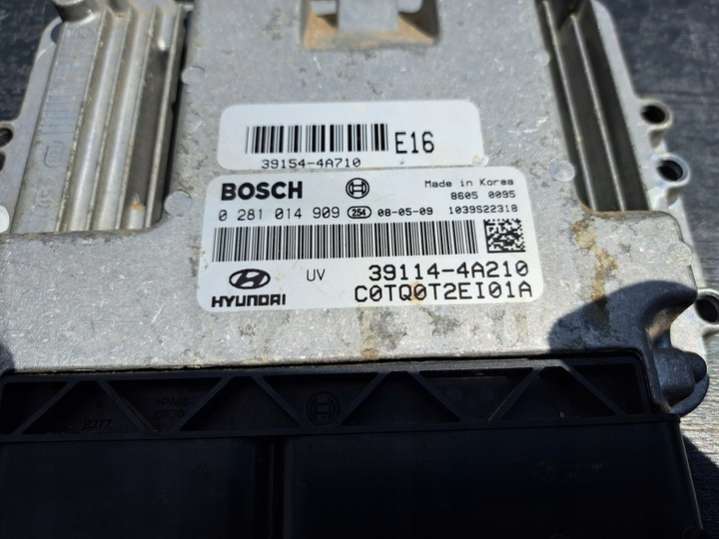 E16
39154-4A710
BOSCH
Made in Korea
8605 0095
0 281 014 909 254 08-05-09 1039S22318
UV
39114-4A210
HYUNDAI
C0TQ0T2EI01A